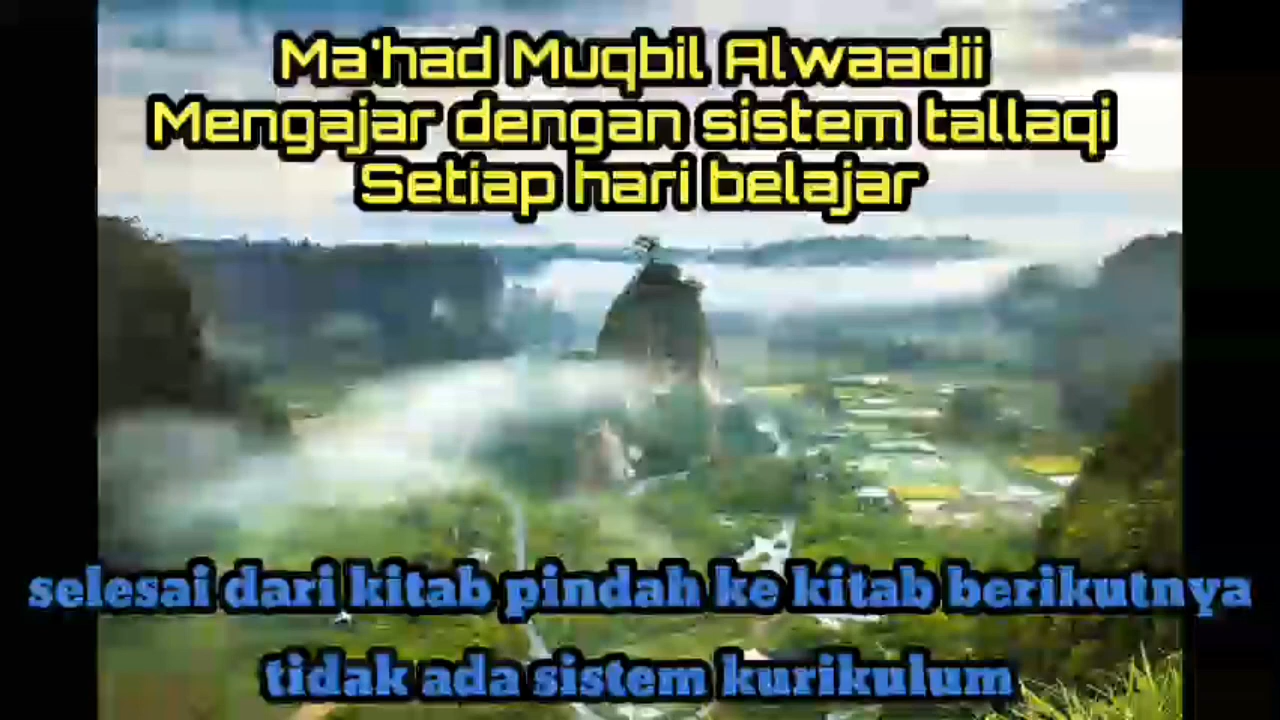 Ma'had Muqbil Alwaadii
Mengajar dengan sistem tallaqi
Setiap hari belajar
selesai dari kitab pindah ke kitab berikutnya
tidak ada sistem kurikulum